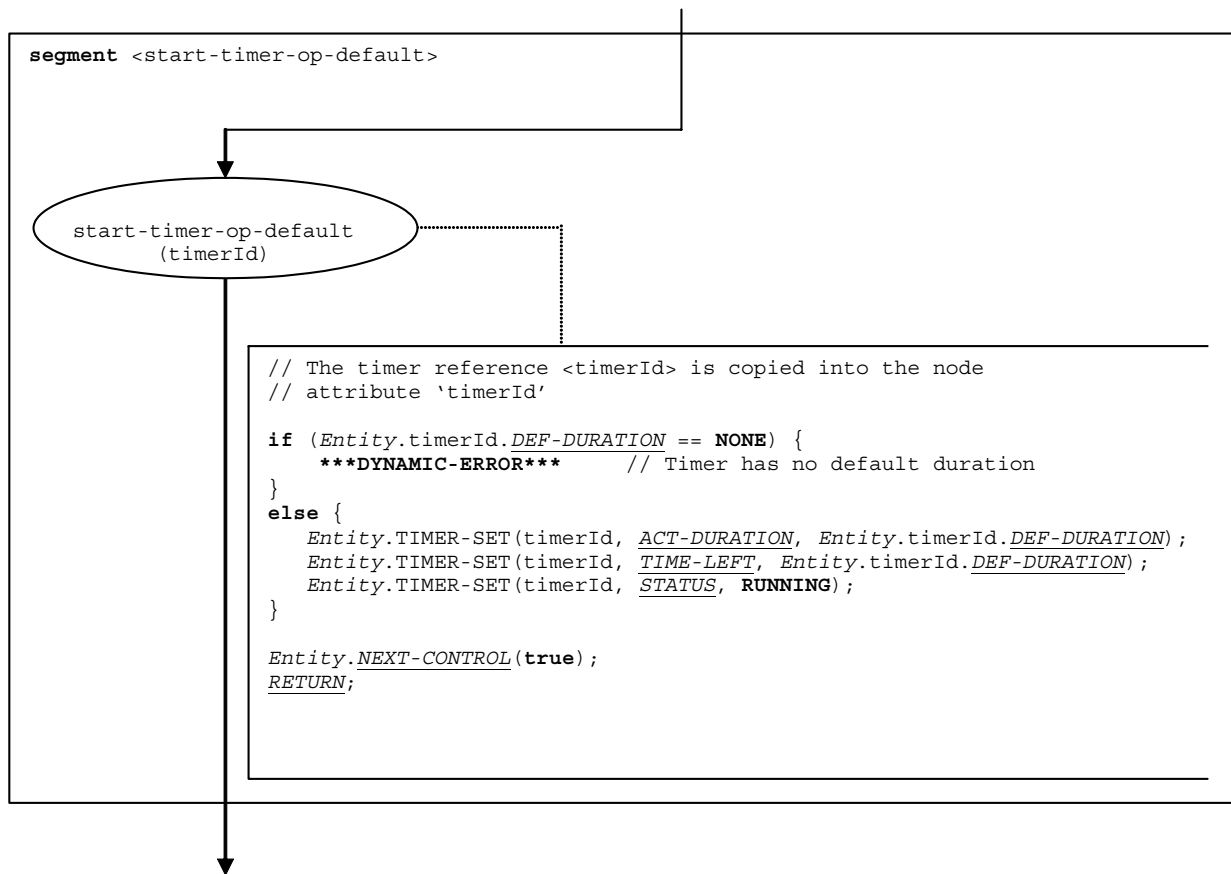 segment <start-timer-op-default>
start-timer-op-default
(timerId)
// The timer reference <timerId> is copied into the node
// attribute ‘timerId’
if (Entity.timerId.DEF-DURATION == NONE) {
***DYNAMIC-ERROR*** // Timer has no default duration
}
else {
Entity.TIMER-SET(timerId, ACT-DURATION, Entity.timerId.DEF-DURATION);
Entity.TIMER-SET(timerId, TIME-LEFT, Entity.timerId.DEF-DURATION);
Entity.TIMER-SET(timerId, STATUS, RUNNING);
}
Entity.NEXT-CONTROL(true);
RETURN;